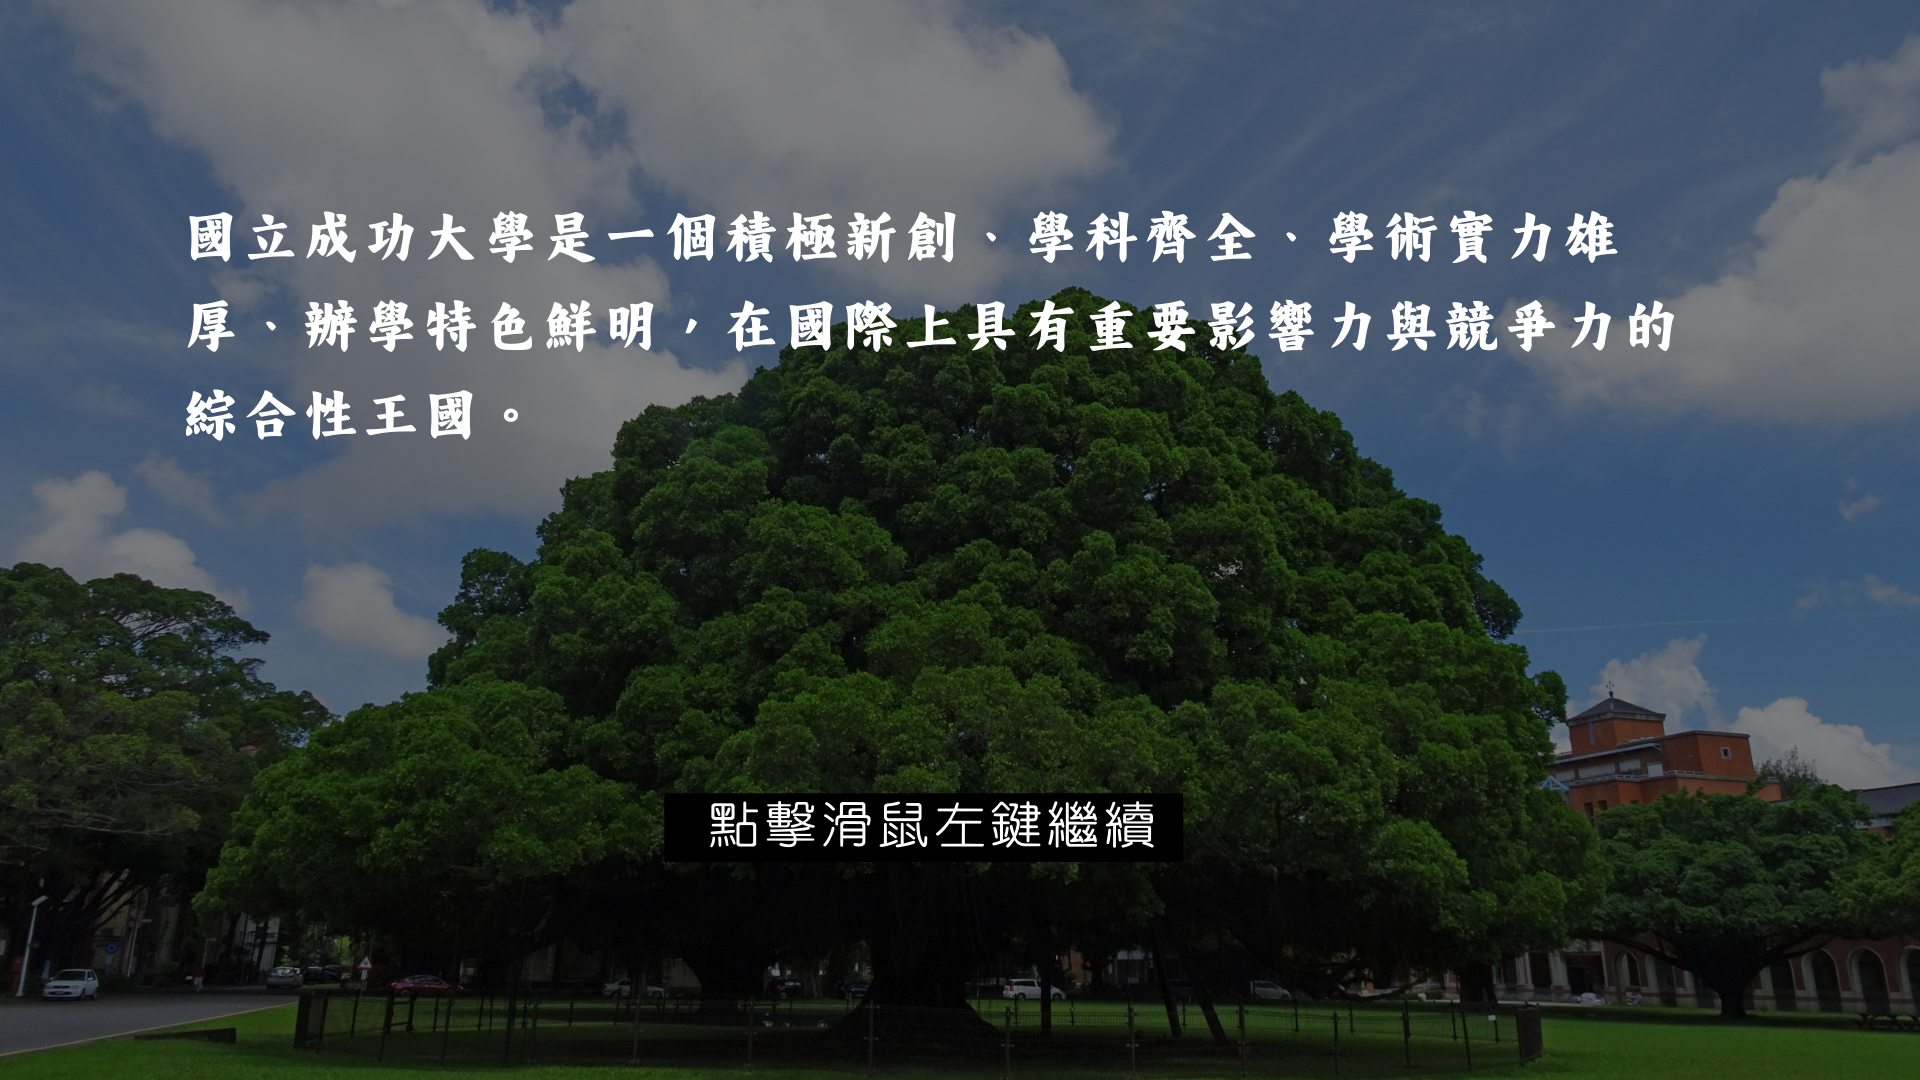 國立成功大學是一個積極新創、學科齊全、學術實力雄
厚、辦學特色鮮明，在國際上具有重要影響力與競爭力的
綜合性王國。
點擊滑鼠左鍵繼續